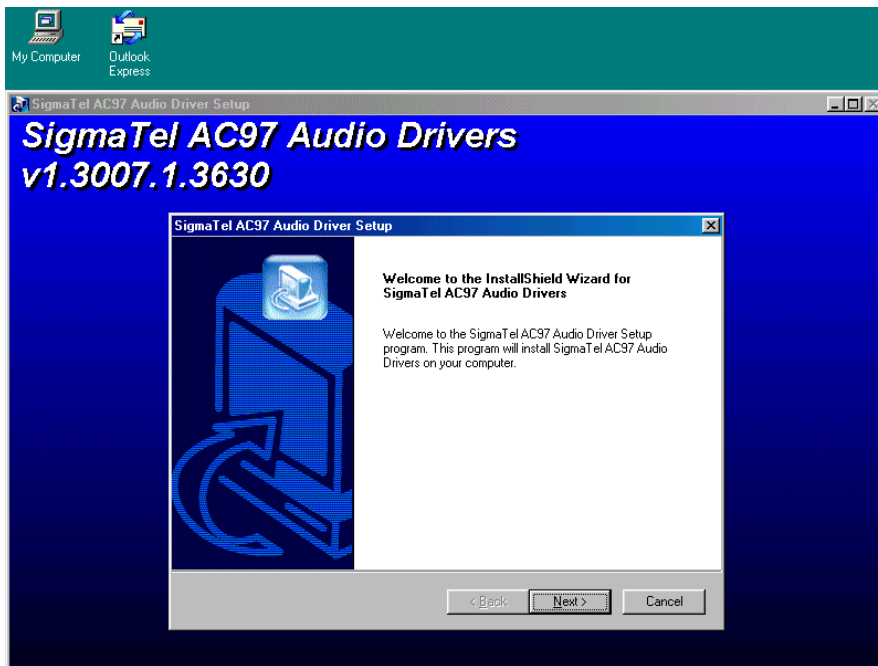 My Computer
Outlook
Express
SigmaTel AC97 Audio Driver Setup
SigmaTel AC97 Audio Drivers
v1.3007.1.3630
SigmaTel AC97 Audio Driver Setup
Welcome to the InstallShield Wizard for
SigmaTel AC97 Audio Drivers
Welcome to the SigmaTel AC97 Audio Driver Setup
program. This program will install SigmaTel AC97 Audio
Drivers on your computer.
< Back
Next >
Cancel